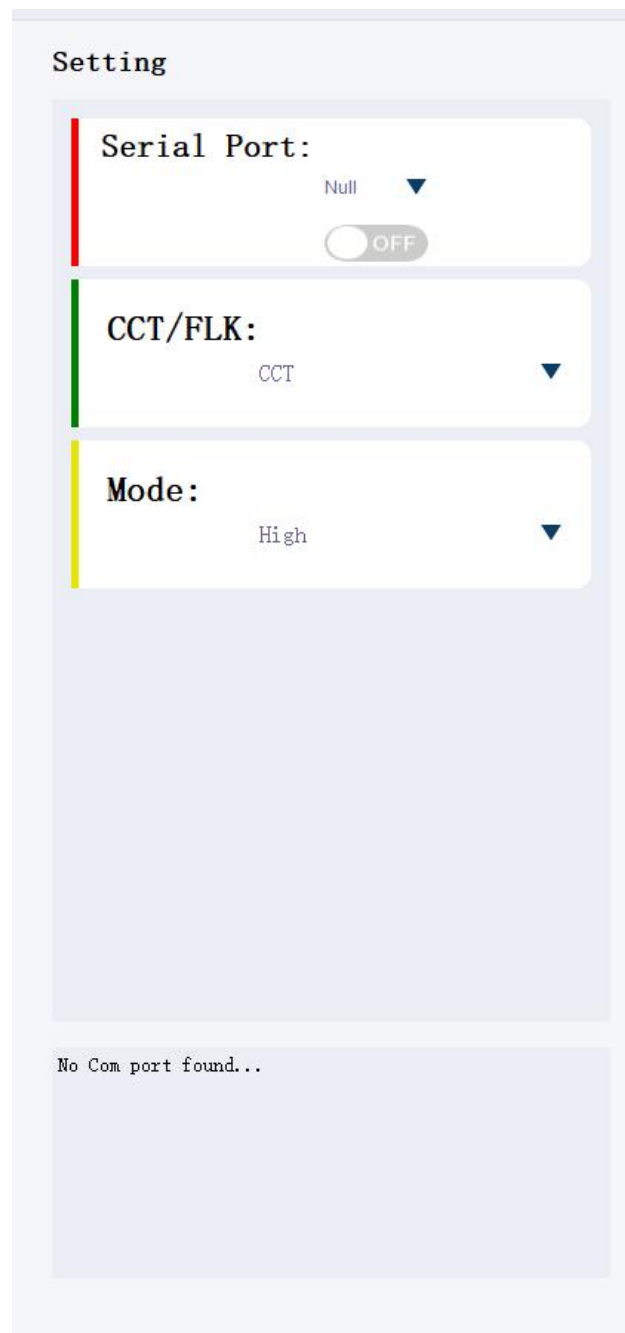 Setting
Serial Port:
Null
OFF
CCT/FLK:
CCT
Mode:
High
No Com port found...